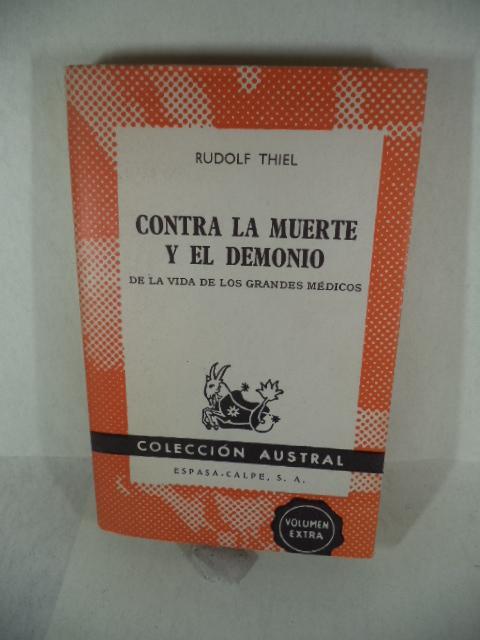 RUDOLF THIEL
CONTRA LA MUERTE
Y EL DEMONIO
DE LA VIDA DE LOS GRANDES MÉDICOS
COLECCIÓN AUSTRAL
ESPASA-CALPE, S. A.
VOLUMEN
EXTRA